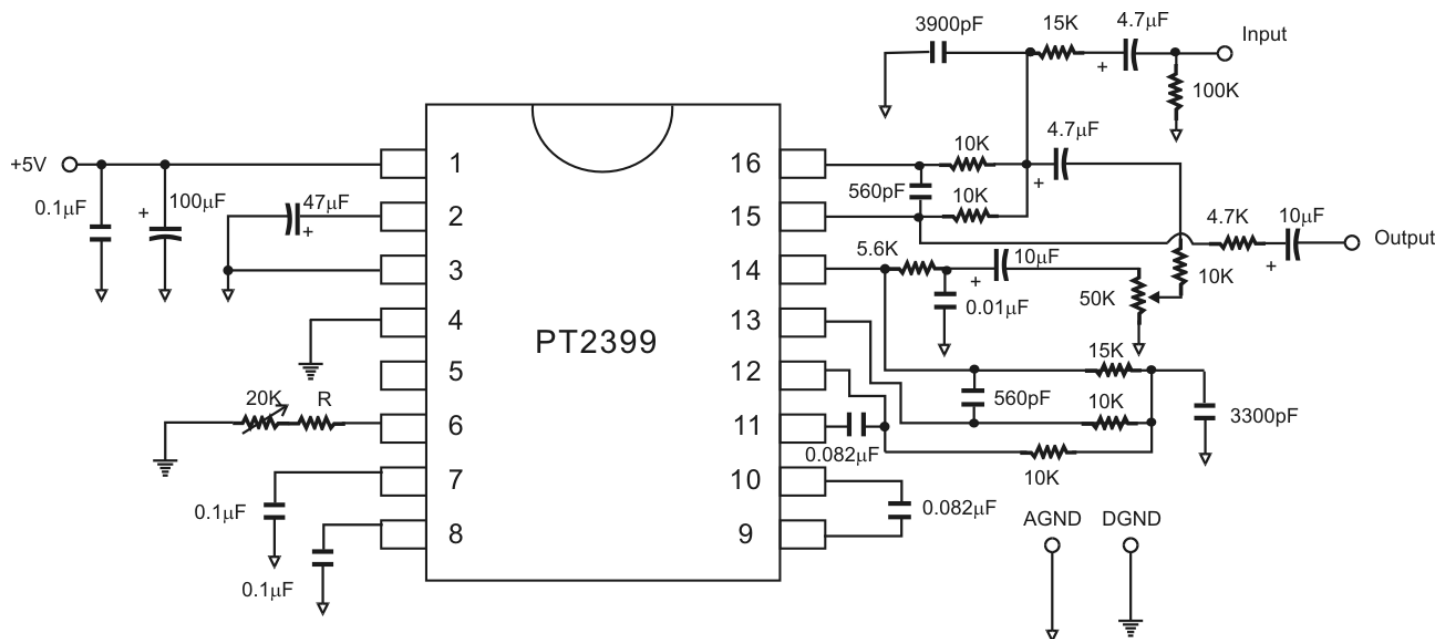 3900pF
15K
4.7μF
Input
100K
+
+5V
1
16
10K
4.7μF
+
0.1μF
100μF
+
47μF
+
2
560pF
10K
15
4.7K
10μF
+
Output
3
14
5.6K
10μF
+
0.01μF
50K
10K
4
13
PT2399
5
12
15K
560pF
10K
3300pF
20K
R
6
11
0.082μF
10K
7
10
0.1μF
0.082μF
8
9
0.1μF
AGND
DGND